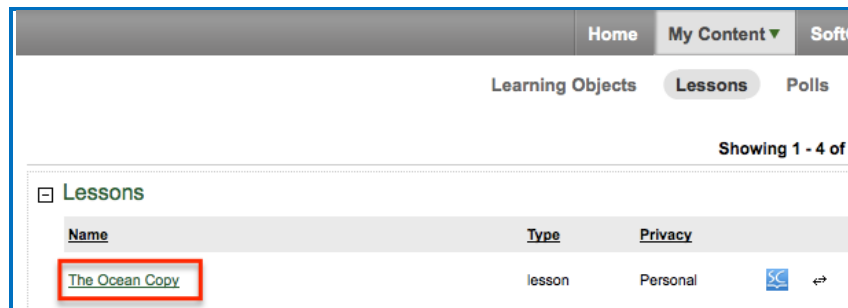 Home My Content Soft
Learning Objects Lessons Polls
Showing 1 - 4 of
Lessons
Name Type Privacy
The Ocean Copy lesson Personal SC